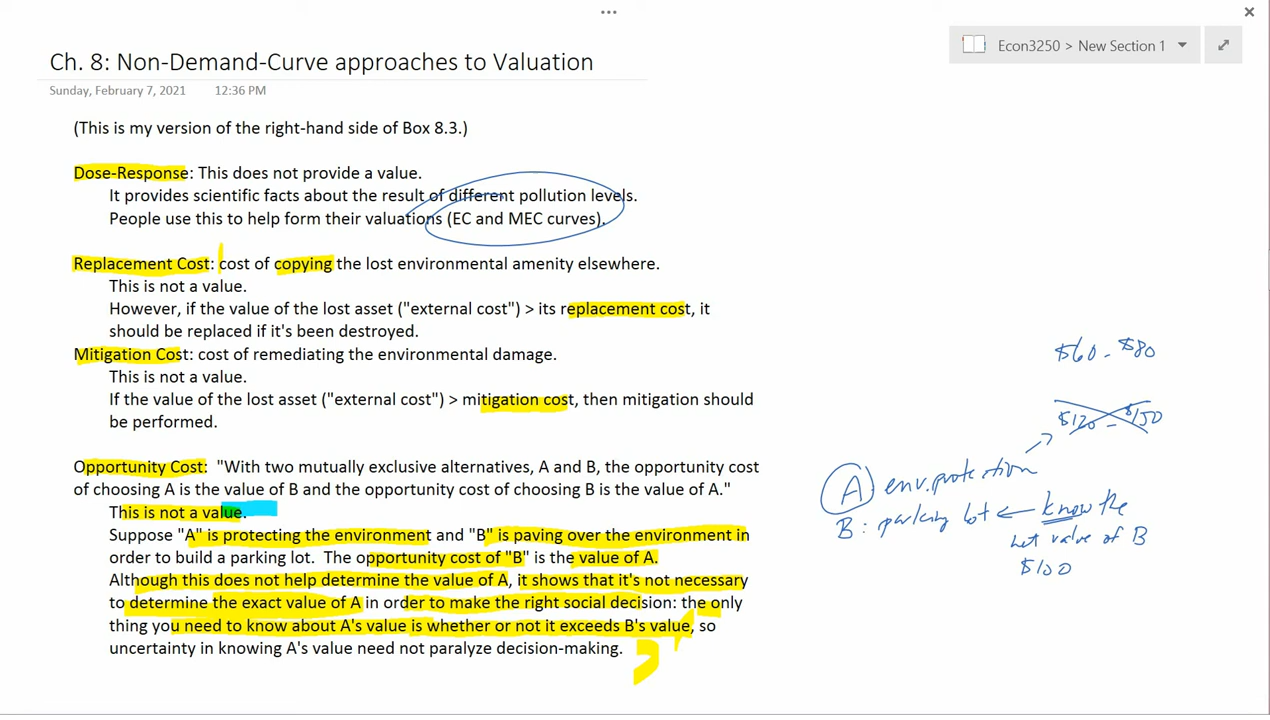 Econ3250 > New Section 1
Ch. 8: Non-Demand-Curve approaches to Valuation
Sunday, February 7, 2021 12:36 PM
(This is my version of the right-hand side of Box 8.3.)
Dose-Response: This does not provide a value.
It provides scientific facts about the result of different pollution levels.
People use this to help form their valuations (EC and MEC curves).
Replacement Cost: cost of copying the lost environmental amenity elsewhere.
This is not a value.
However, if the value of the lost asset ("external cost") > its replacement cost, it
should be replaced if it's been destroyed.
Mitigation Cost: cost of remediating the environmental damage.
This is not a value.
If the value of the lost asset ("external cost") > mitigation cost, then mitigation should
be performed.
Opportunity Cost: "With two mutually exclusive alternatives, A and B, the opportunity cost
of choosing A is the value of B and the opportunity cost of choosing B is the value of A."
This is not a value.
Suppose "A" is protecting the environment and "B" is paving over the environment in
order to build a parking lot. The opportunity cost of "B" is the value of A.
Although this does not help determine the value of A, it shows that it's not necessary
to determine the exact value of A in order to make the right social decision: the only
thing you need to know about A's value is whether or not it exceeds B's value, so
uncertainty in knowing A's value need not paralyze decision-making.
$60 - $80
$120 - $150
A env. protection
B: parking lot ← know the
net value of B
$100